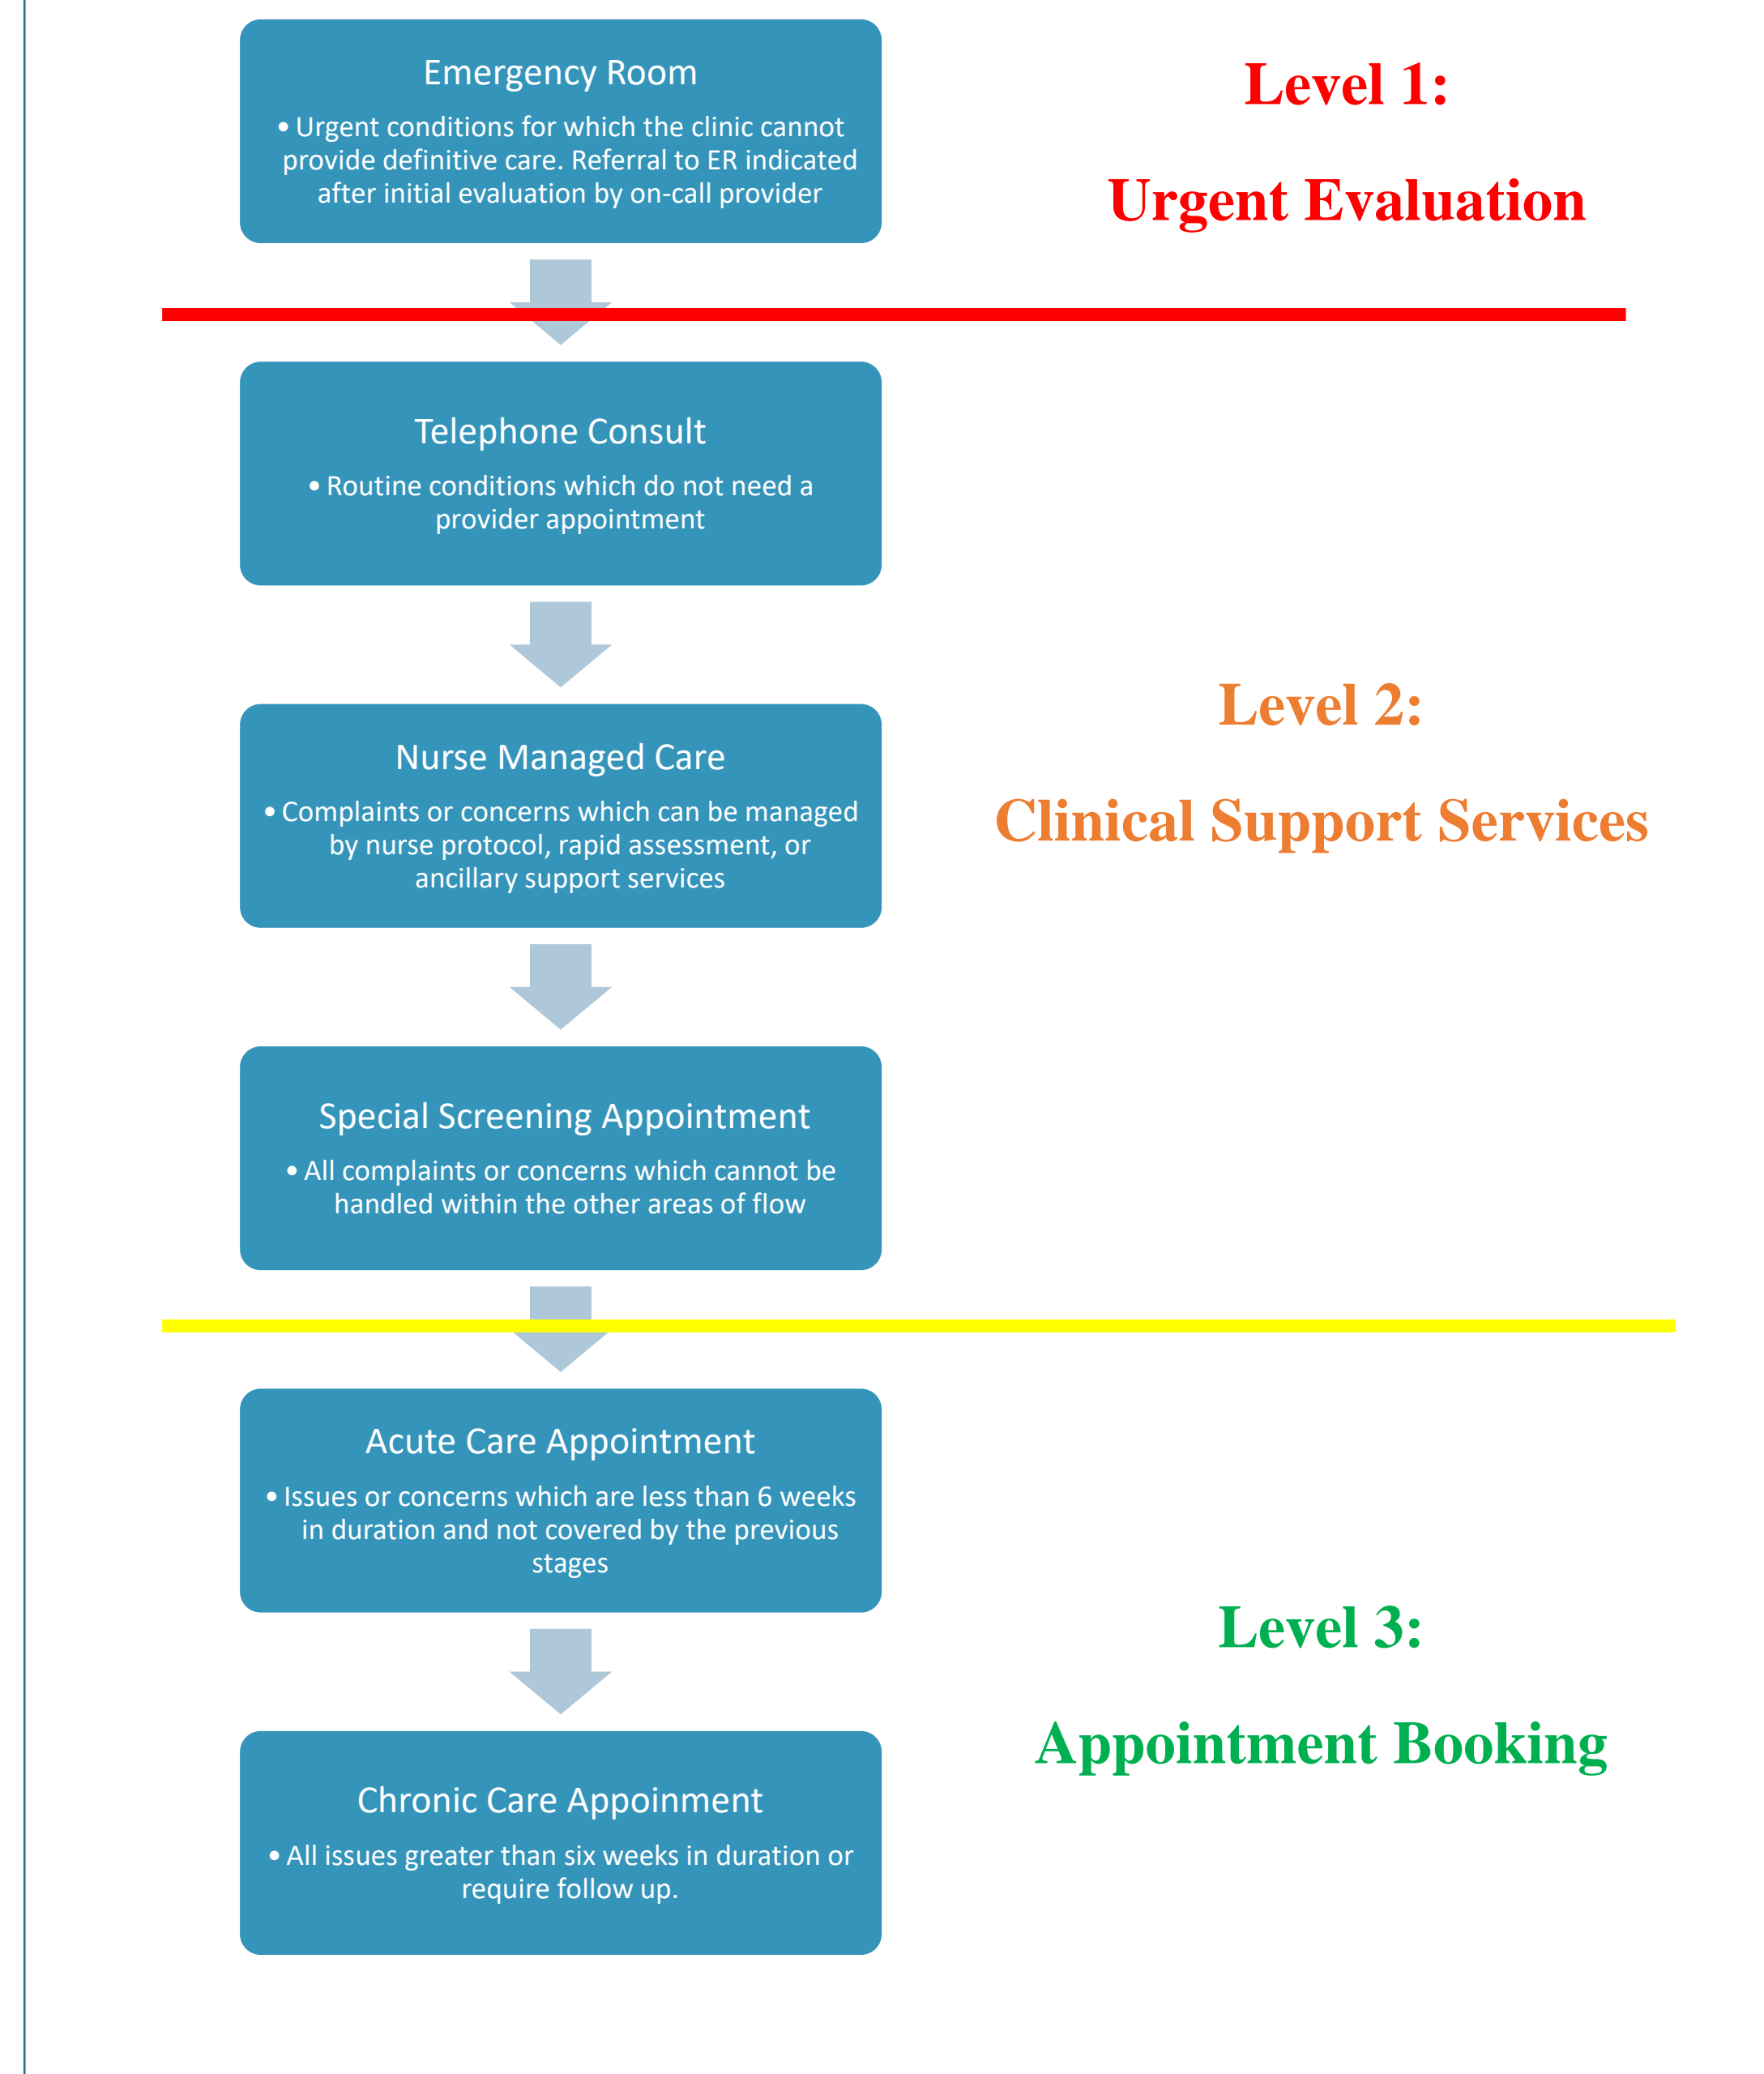 Emergency Room
• Urgent conditions for which the clinic cannot
provide definitive care. Referral to ER indicated
after initial evaluation by on-call provider
Level 1:
Urgent Evaluation
Telephone Consult
• Routine conditions which do not need a
provider appointment
Nurse Managed Care
• Complaints or concerns which can be managed
by nurse protocol, rapid assessment, or
ancillary support services
Special Screening Appointment
• All complaints or concerns which cannot be
handled within the other areas of flow
Level 2:
Clinical Support Services
Acute Care Appointment
• Issues or concerns which are less than 6 weeks
in duration and not covered by the previous
stages
Chronic Care Appoinment
• All issues greater than six weeks in duration or
require follow up.
Level 3:
Appointment Booking